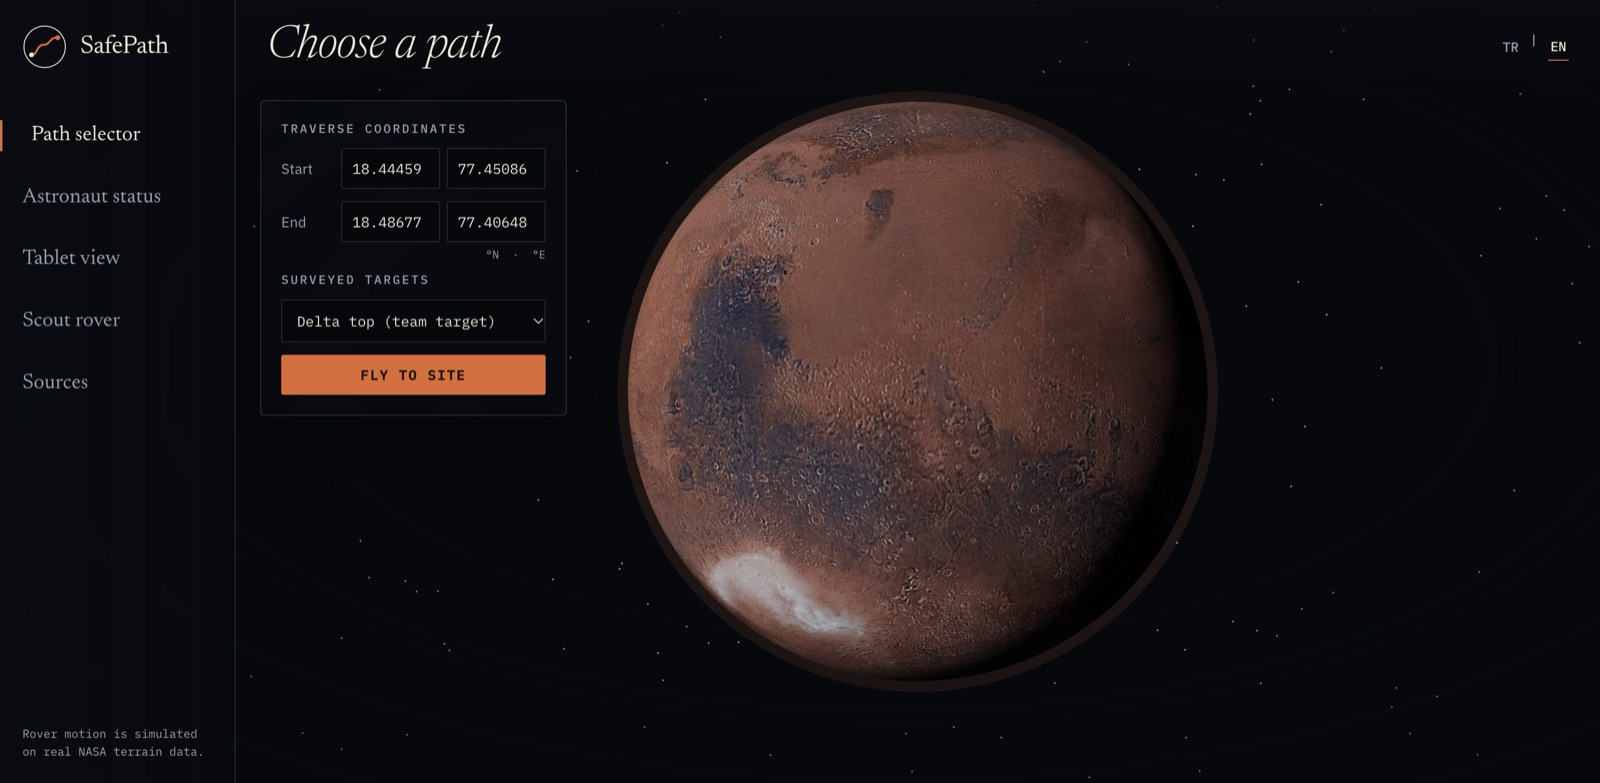 SafePath
Choose a path
TR | EN
Path selector
Astronaut status
Tablet view
Scout rover
Sources
TRAVERSE COORDINATES
Start 18.44459 77.45086
End 18.48677 77.40648
°N · °E
SURVEYED TARGETS
Delta top (team target)
FLY TO SITE
Rover motion is simulated
on real NASA terrain data.